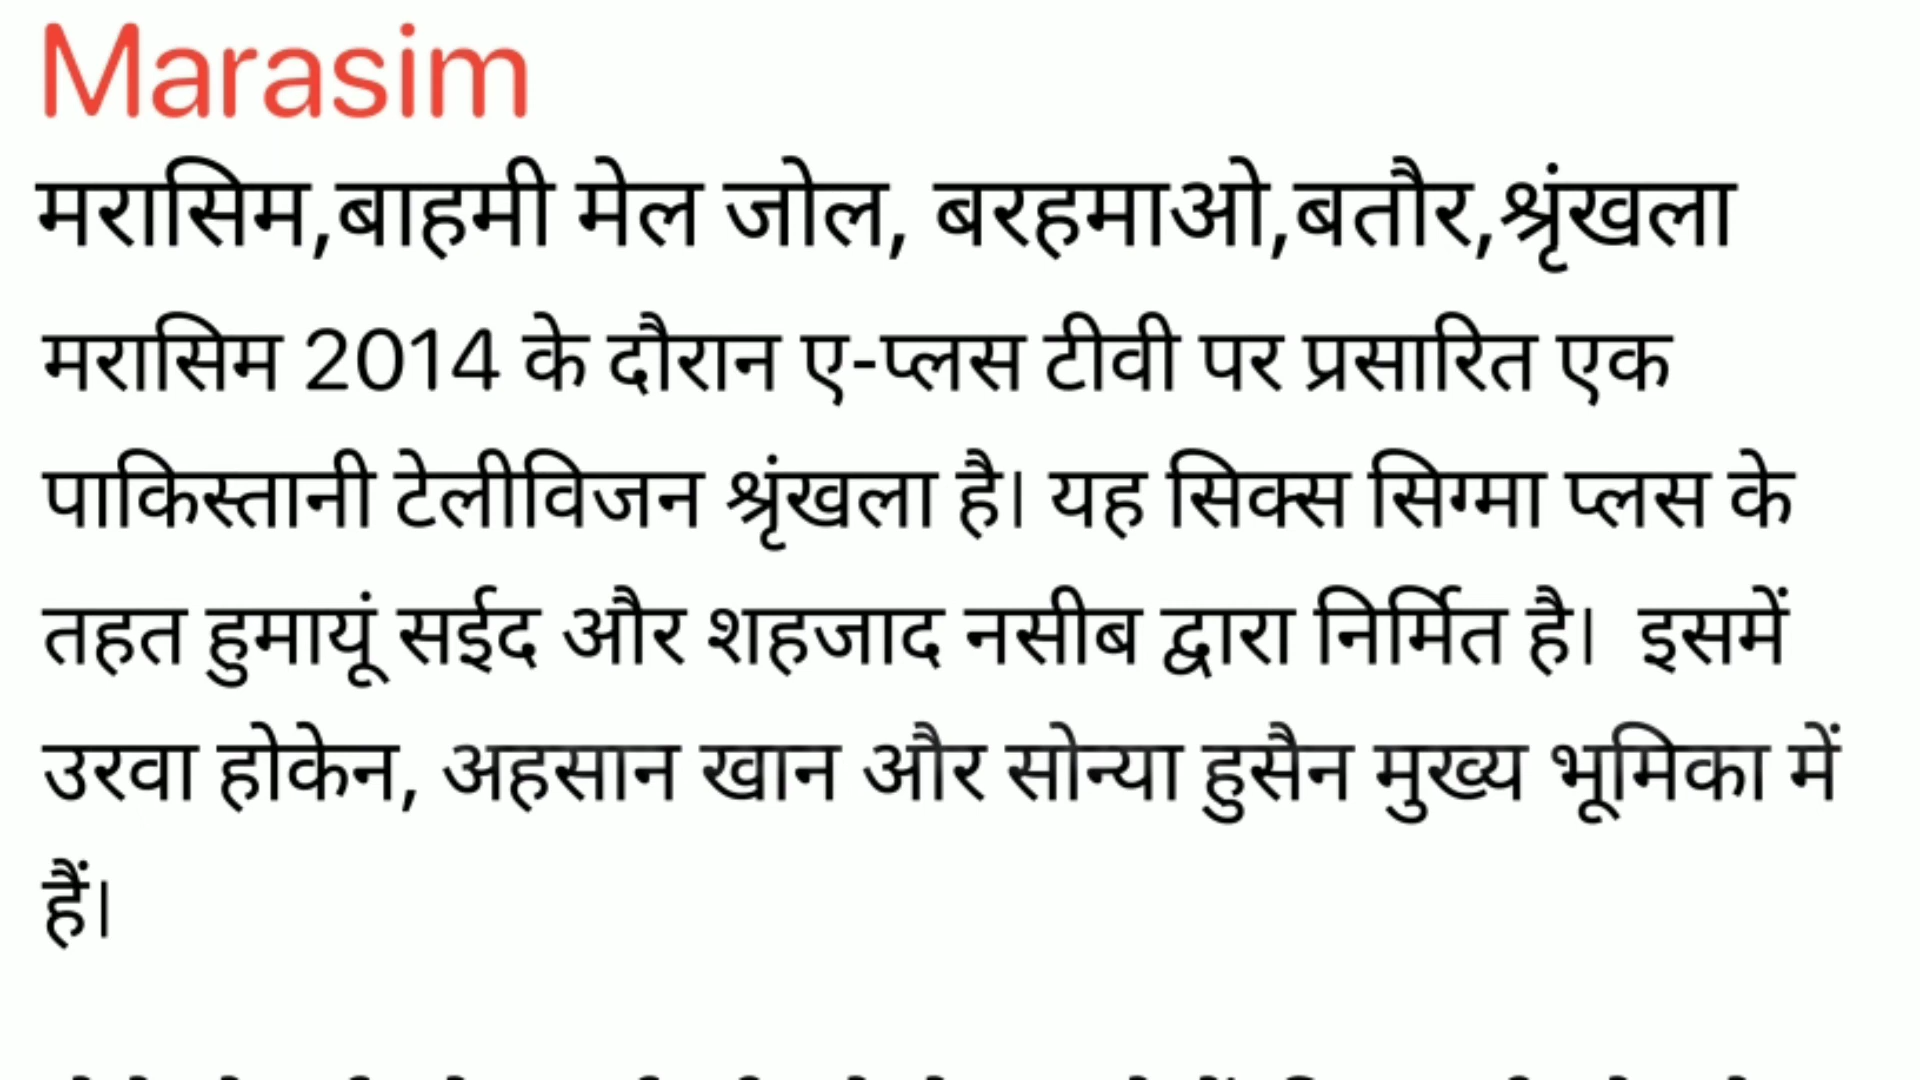 Marasim
मरासिम,बाहमी मेल जोल, बरहमाओ,बतौर,श्रृंखला
मरासिम 2014 के दौरान ए-प्लस टीवी पर प्रसारित एक
पाकिस्तानी टेलीविजन श्रृंखला है। यह सिक्स सिग्मा प्लस के
तहत हुमायूं सईद और शहजाद नसीब द्वारा निर्मित है।  इसमें
उरवा होकेन, अहसान खान और सोन्या हुसैन मुख्य भूमिका में
हैं।